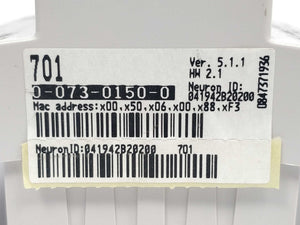 701
Ver. 5.1.1
HW 2.1
0-073-0150-0
Neuron ID:
041942B20200
Mac address:x00,x50,x06,x00,x88,xF3
0847371936
NeuronID:041942B20200 701